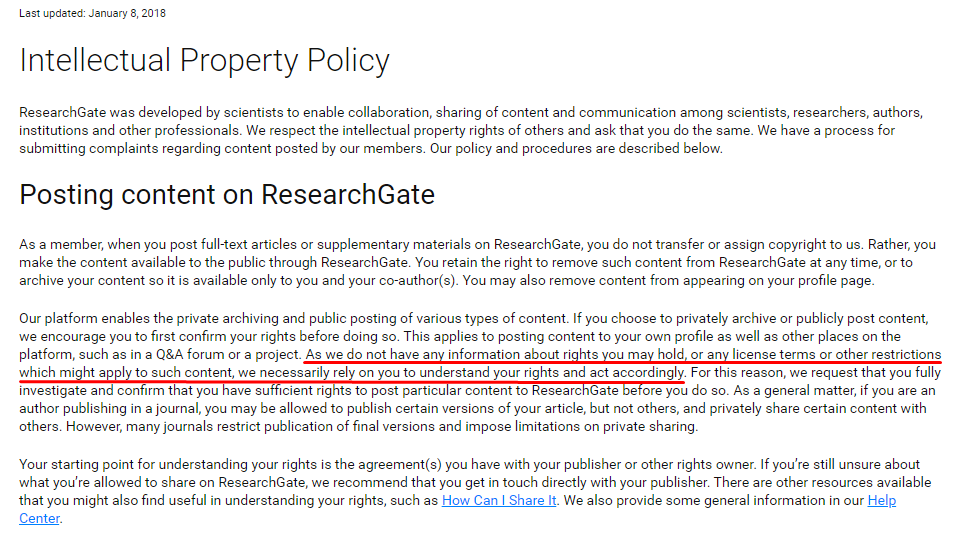 Last updated: January 8, 2018
Intellectual Property Policy
ResearchGate was developed by scientists to enable collaboration, sharing of content and communication among scientists, researchers, authors,
institutions and other professionals. We respect the intellectual property rights of others and ask that you do the same. We have a process for
submitting complaints regarding content posted by our members. Our policy and procedures are described below.
Posting content on ResearchGate
As a member, when you post full-text articles or supplementary materials on ResearchGate, you do not transfer or assign copyright to us. Rather, you
make the content available to the public through ResearchGate. You retain the right to remove such content from ResearchGate at any time, or to
archive your content so it is available only to you and your co-author(s). You may also remove content from appearing on your profile page.
Our platform enables the private archiving and public posting of various types of content. If you choose to privately archive or publicly post content,
we encourage you to first confirm your rights before doing so. This applies to posting content to your own profile as well as other places on the
platform, such as in a Q&A forum or a project. As we do not have any information about rights you may hold, or any license terms or other restrictions
which might apply to such content, we necessarily rely on you to understand your rights and act accordingly. For this reason, we request that you fully
investigate and confirm that you have sufficient rights to post particular content to ResearchGate before you do so. As a general matter, if you are an
author publishing in a journal, you may be allowed to publish certain versions of your article, but not others, and privately share certain content with
others. However, many journals restrict publication of final versions and impose limitations on private sharing.
Your starting point for understanding your rights is the agreement(s) you have with your publisher or other rights owner. If you're still unsure about
what you're allowed to share on ResearchGate, we recommend that you get in touch directly with your publisher. There are other resources available
that you might also find useful in understanding your rights, such as How Can I Share It. We also provide some general information in our Help
Center.